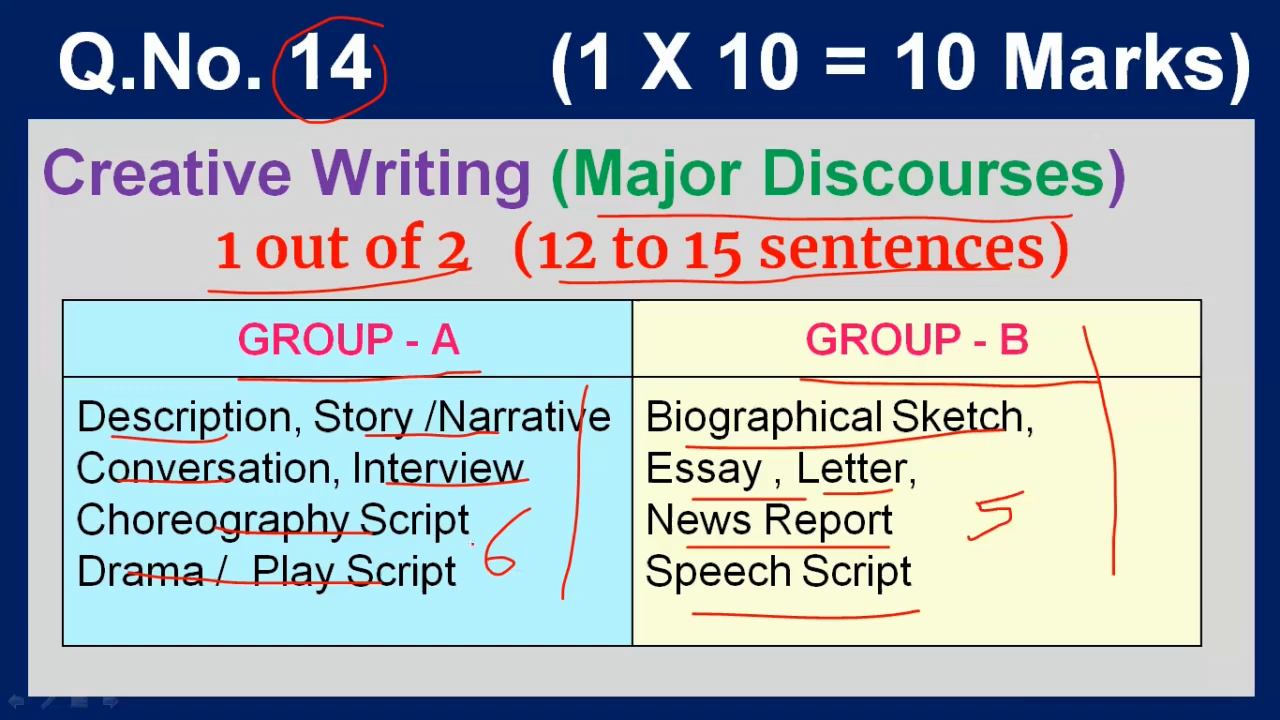 Q.No. 14 (1 X 10 = 10 Marks)
Creative Writing (Major Discourses)
1 out of 2 (12 to 15 sentences)
GROUP - A
Description, Story /Narrative
Conversation, Interview
Choreography Script
Drama / Play Script
6
GROUP - B
Biographical Sketch,
Essay , Letter,
News Report
Speech Script
5